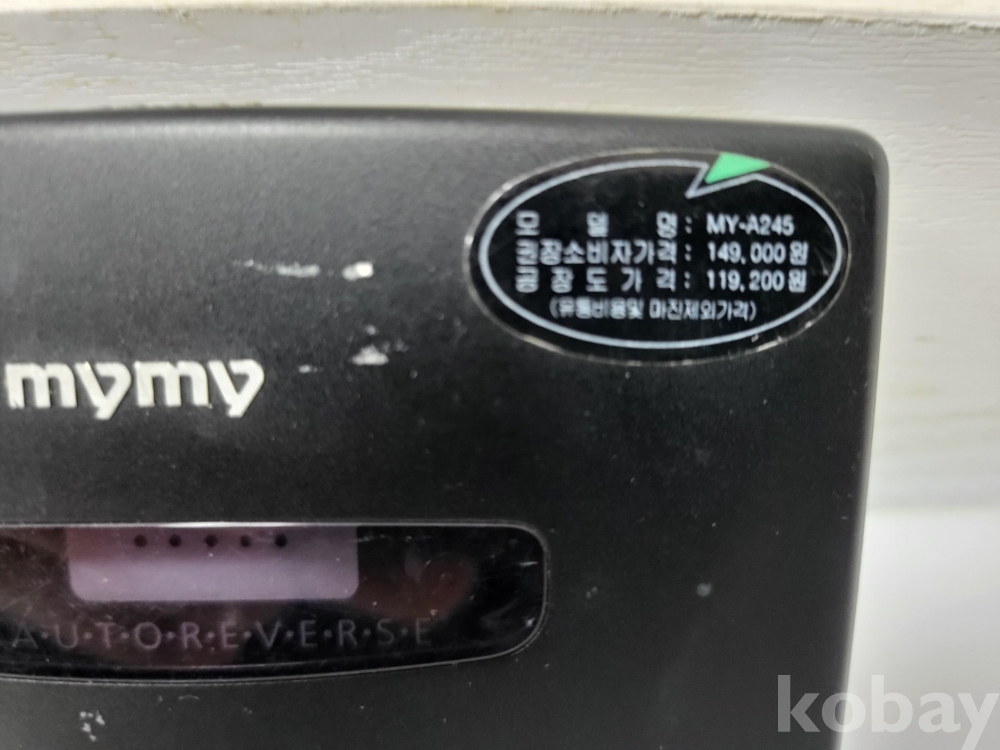 모 델 명 : MY-A245
권장소비자가격 : 149,000원
공 장 도 가 격 : 119,200원
(유통비용및 마진제외가격)
mymy
A·U·T·O·R·E·V·E·R·S·E
kobay